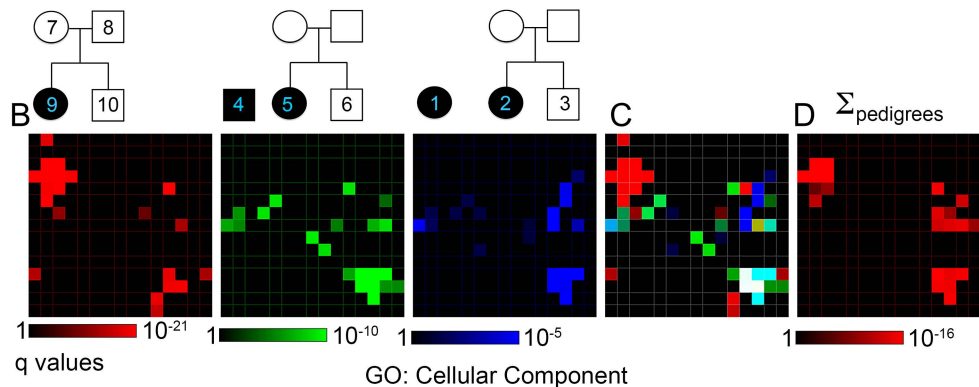 7 8
9 10 4 5 6 1 2 3
B C D Σpedigrees
1 10-21 1 10-10 1 10-5 1 10-16
q values
GO: Cellular Component